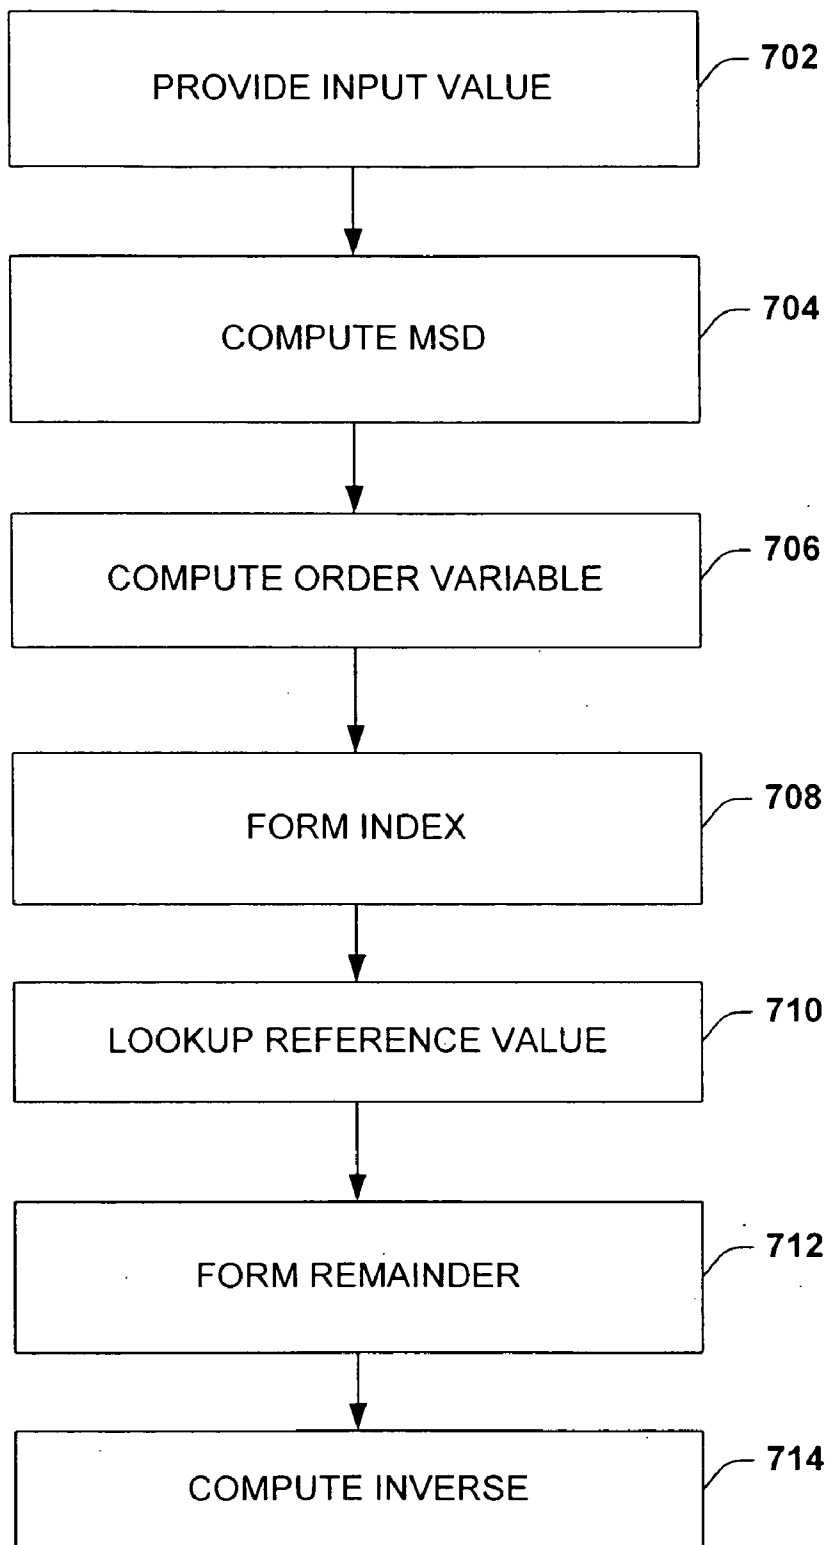 PROVIDE INPUT VALUE
702
COMPUTE MSD
704
COMPUTE ORDER VARIABLE
706
FORM INDEX
708
LOOKUP REFERENCE VALUE
710
FORM REMAINDER
712
COMPUTE INVERSE
714